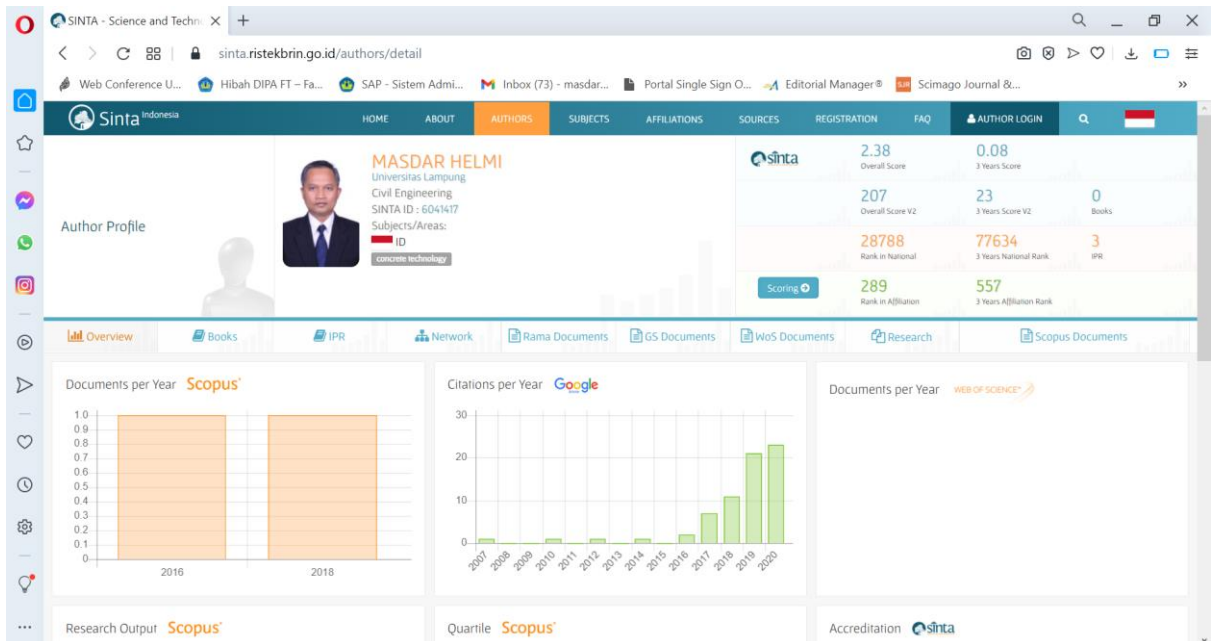 SINTA - Science and Techn
sinta.ristekbrin.go.id/authors/detail
Web Conference U... Hibah DIPA FT – Fa... SAP - Sistem Admi... Inbox (73) - masdar... Portal Single Sign O... Editorial Manager® Scimago Journal &...
Sinta Indonesia HOME ABOUT AUTHORS SUBJECTS AFFILIATIONS SOURCES REGISTRATION FAQ AUTHOR LOGIN
Author Profile
MASDAR HELMI
Universitas Lampung
Civil Engineering
SINTA ID : 6041417
Subjects/Areas:
ID
concrete technology
sinta
2.38 0.08
Overall Score 3 Years Score
207 23 0
Overall Score V2 3 Years Score V2 Books
28788 77634 3
Rank in National 3 Years National Rank IPR
Scoring
289 557
Rank in Affiliation 3 Years Affiliation Rank
Overview Books IPR Network Rama Documents GS Documents WoS Documents Research Scopus Documents
Documents per Year Scopus
1.0
0.9
0.8
0.7
0.6
0.5
0.4
0.3
0.2
0.1
0
2016 2018
Citations per Year Google
30
20
10
0
2007 2008 2009 2010 2011 2012 2013 2014 2015 2016 2017 2018 2019 2020
Documents per Year WEB OF SCIENCE™
Research Output Scopus
Quartile Scopus
Accreditation sinta